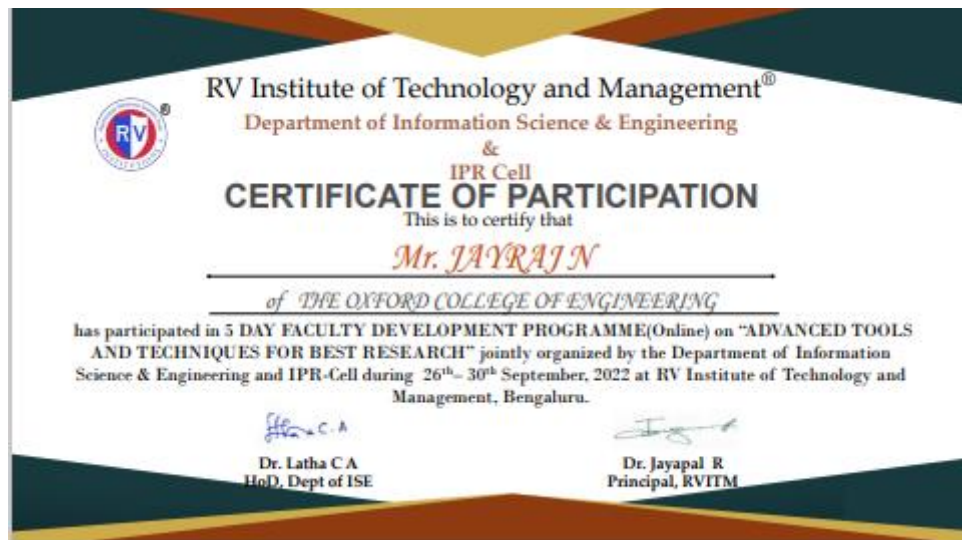 RV Institute of Technology and Management®
Department of Information Science & Engineering
&
IPR Cell
RV
INSTITUTIONS
CERTIFICATE OF PARTICIPATION
This is to certify that
Mr. JAYRAJ N
of THE OXFORD COLLEGE OF ENGINEERING
has participated in 5 DAY FACULTY DEVELOPMENT PROGRAMME(Online) on “ADVANCED TOOLS
AND TECHNIQUES FOR BEST RESEARCH” jointly organized by the Department of Information
Science & Engineering and IPR-Cell during 26th– 30th September, 2022 at RV Institute of Technology and
Management, Bengaluru.
Dr. Latha C A
HoD, Dept of ISE
Dr. Jayapal R
Principal, RVITM